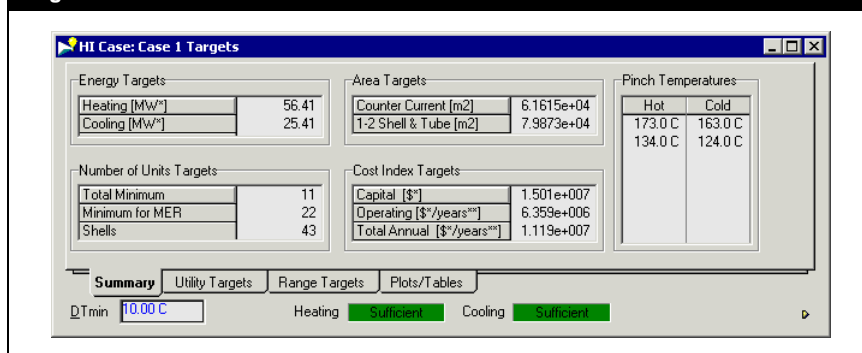 HI Case: Case 1 Targets
Energy Targets
Heating [MW*] 56.41
Cooling [MW*] 25.41
Area Targets
Counter Current [m2] 6.1615e+04
1-2 Shell & Tube [m2] 7.9873e+04
Pinch Temperatures
Hot Cold
173.0 C 163.0 C
134.0 C 124.0 C
Number of Units Targets
Total Minimum 11
Minimum for MER 22
Shells 43
Cost Index Targets
Capital [$*] 1.501e+007
Operating [$*/years**] 6.359e+006
Total Annual [$*/years**] 1.119e+007
Summary Utility Targets Range Targets Plots/Tables
DTmin 10.00 C Heating Sufficient Cooling Sufficient